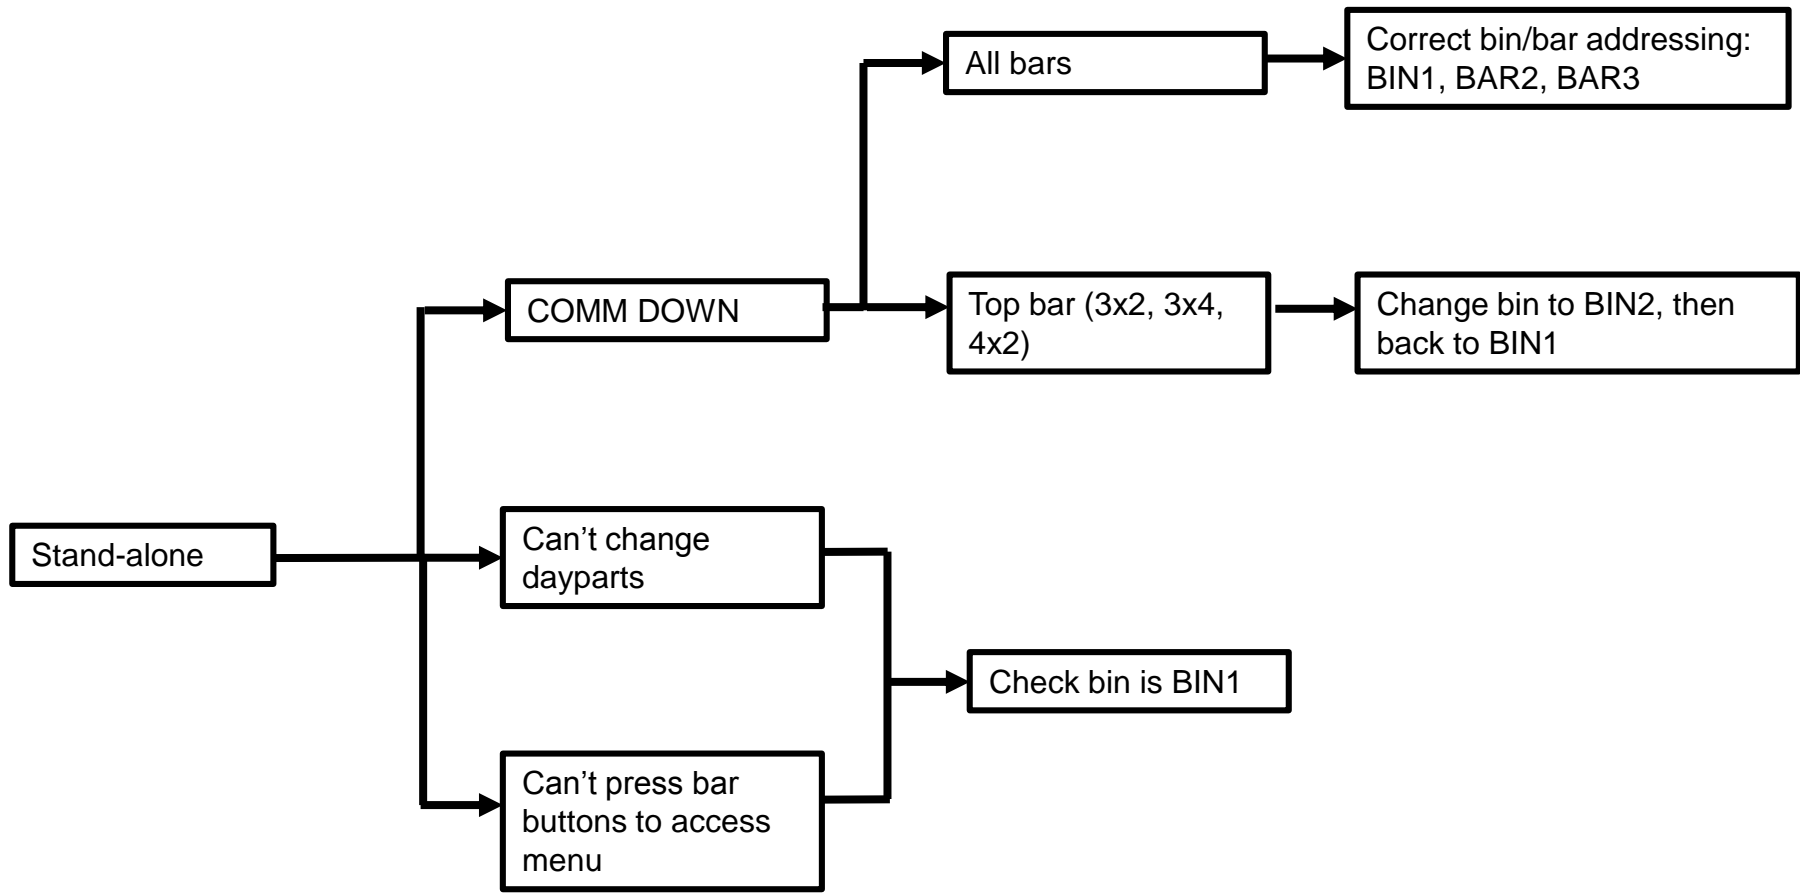 All bars
Correct bin/bar addressing:
BIN1, BAR2, BAR3
COMM DOWN
Top bar (3x2, 3x4,
4x2)
Change bin to BIN2, then
back to BIN1
Stand-alone
Can’t change
dayparts
Check bin is BIN1
Can’t press bar
buttons to access
menu